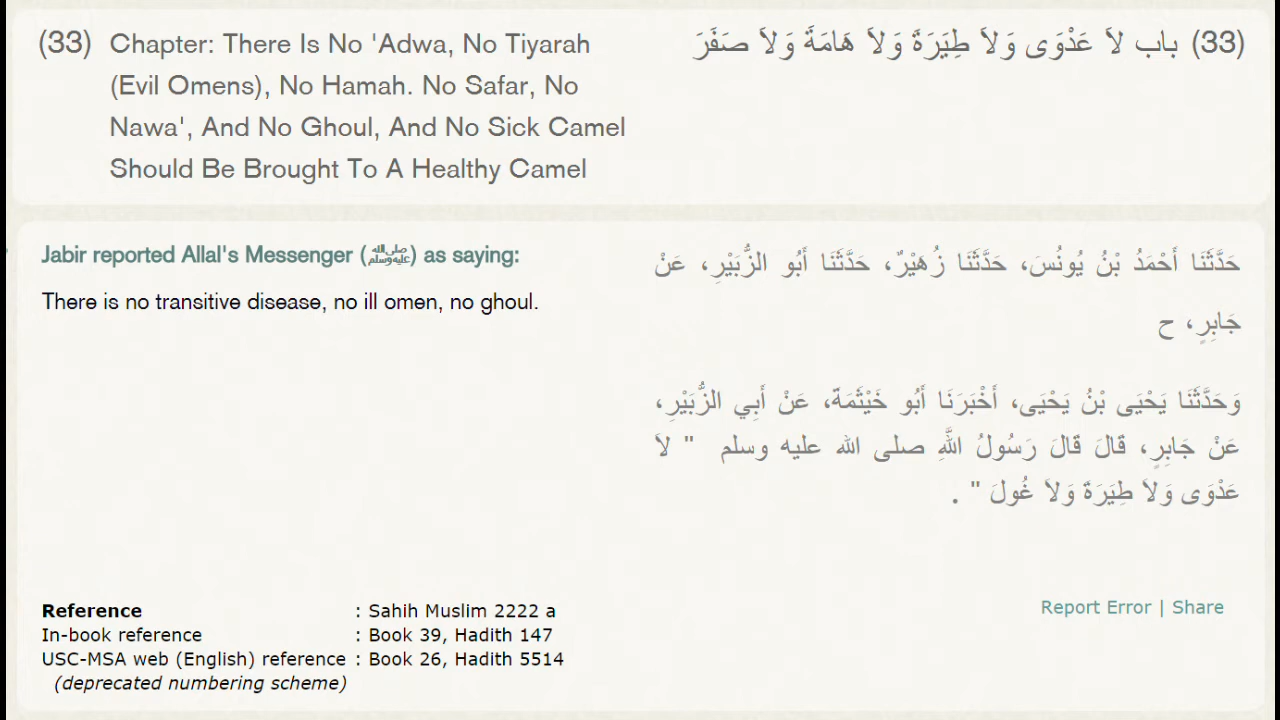 (33) Chapter: There Is No 'Adwa, No Tiyarah
(Evil Omens), No Hamah. No Safar, No
Nawa', And No Ghoul, And No Sick Camel
Should Be Brought To A Healthy Camel
(33) باب لاَ عَدْوَى وَلاَ طِيَرَةَ وَلاَ هَامَةَ وَلاَ صَفَرَ
Jabir reported Allal's Messenger (ﷺ) as saying:
There is no transitive disease, no ill omen, no ghoul.
حَدَّثَنَا أَحْمَدُ بْنُ يُونُسَ، حَدَّثَنَا زُهَيْرٌ، حَدَّثَنَا أَبُو الزُّبَيْرِ، عَنْ
جَابِرٍ، ح
وَحَدَّثَنَا يَحْيَى بْنُ يَحْيَى، أَخْبَرَنَا أَبُو خَيْثَمَةَ، عَنْ أَبِي الزُّبَيْرِ،
عَنْ جَابِرٍ، قَالَ قَالَ رَسُولُ اللَّهِ صلى الله عليه وسلم ‏ "‏ لاَ
عَدْوَى وَلاَ طِيَرَةَ وَلاَ غُولَ ‏"‏ ‏.‏
Reference : Sahih Muslim 2222 a
In-book reference : Book 39, Hadith 147
USC-MSA web (English) reference : Book 26, Hadith 5514
(deprecated numbering scheme)
Report Error | Share